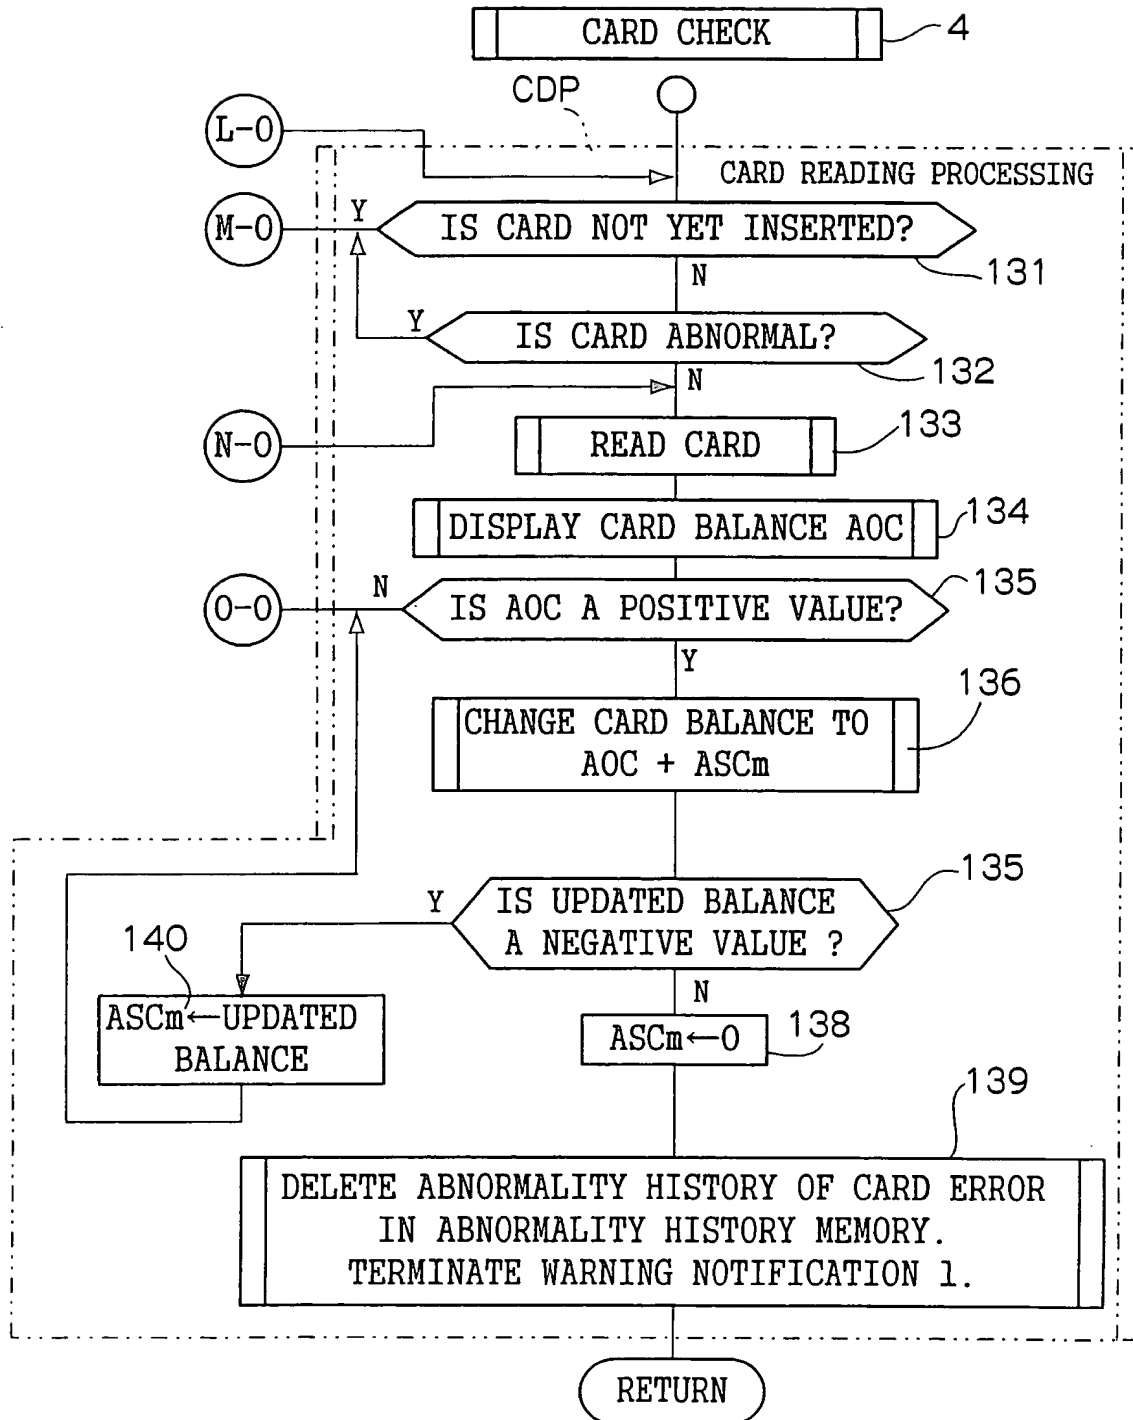 CARD CHECK
4
CDP
L-0
CARD READING PROCESSING
M-0
Y
IS CARD NOT YET INSERTED?
131
N
Y
IS CARD ABNORMAL?
132
N
N-0
READ CARD
133
DISPLAY CARD BALANCE AOC
134
135
N
O-0
IS AOC A POSITIVE VALUE?
Y
136
CHANGE CARD BALANCE TO
AOC + ASCm
135
Y
IS UPDATED BALANCE
A NEGATIVE VALUE ?
140
N
ASCm←UPDATED
BALANCE
ASCm←0
138
139
DELETE ABNORMALITY HISTORY OF CARD ERROR
IN ABNORMALITY HISTORY MEMORY.
TERMINATE WARNING NOTIFICATION 1.
RETURN